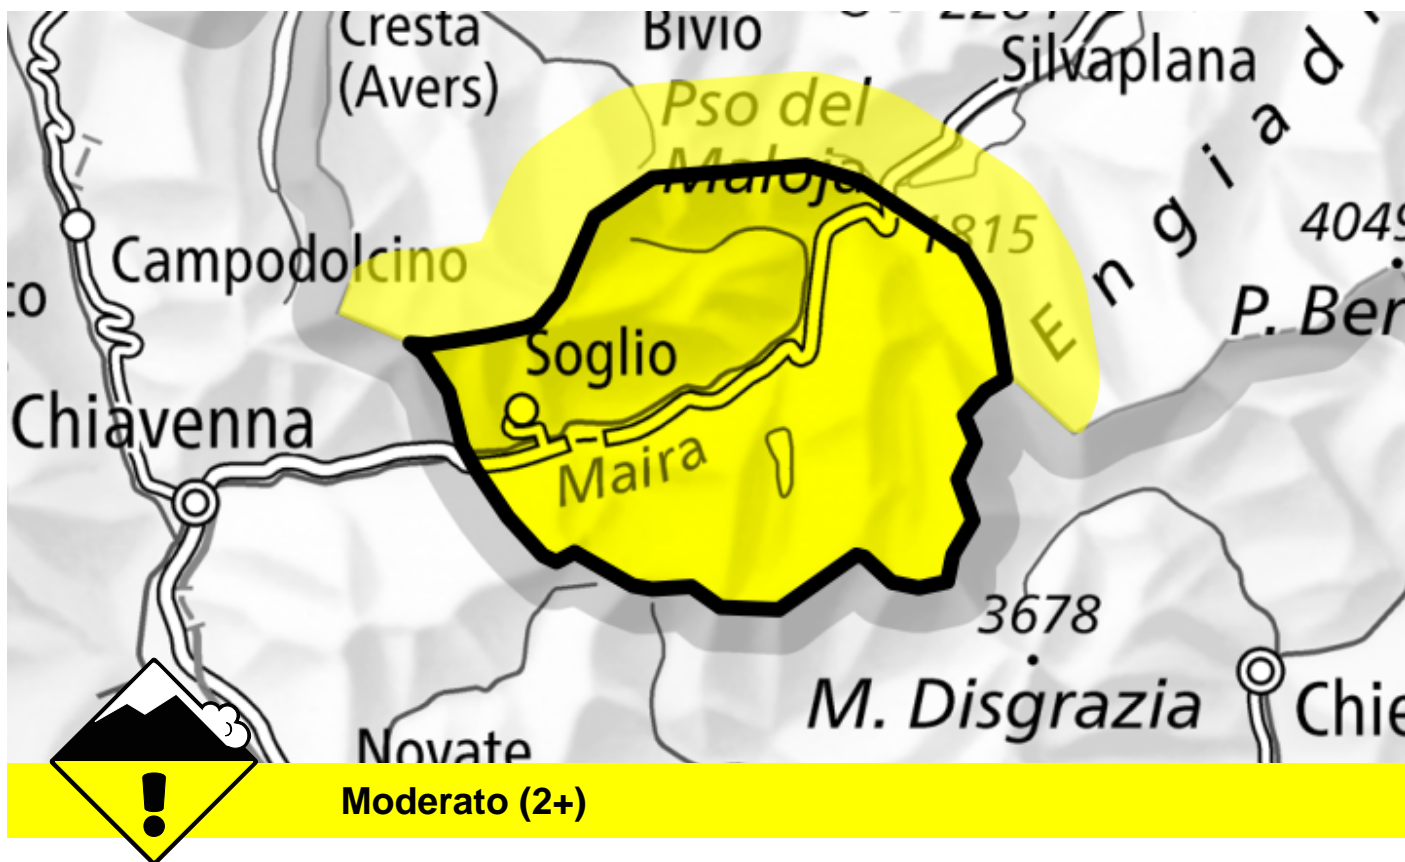 Cresta
(Avers)
Bivio
Silvaplana
Pso del
Maloja
1815
Campodolcino
Engiad
4049
P. Ber
Soglio
Chiavenna
Maira
3678
M. Disgrazia
Chie
Novate
Moderato (2+)